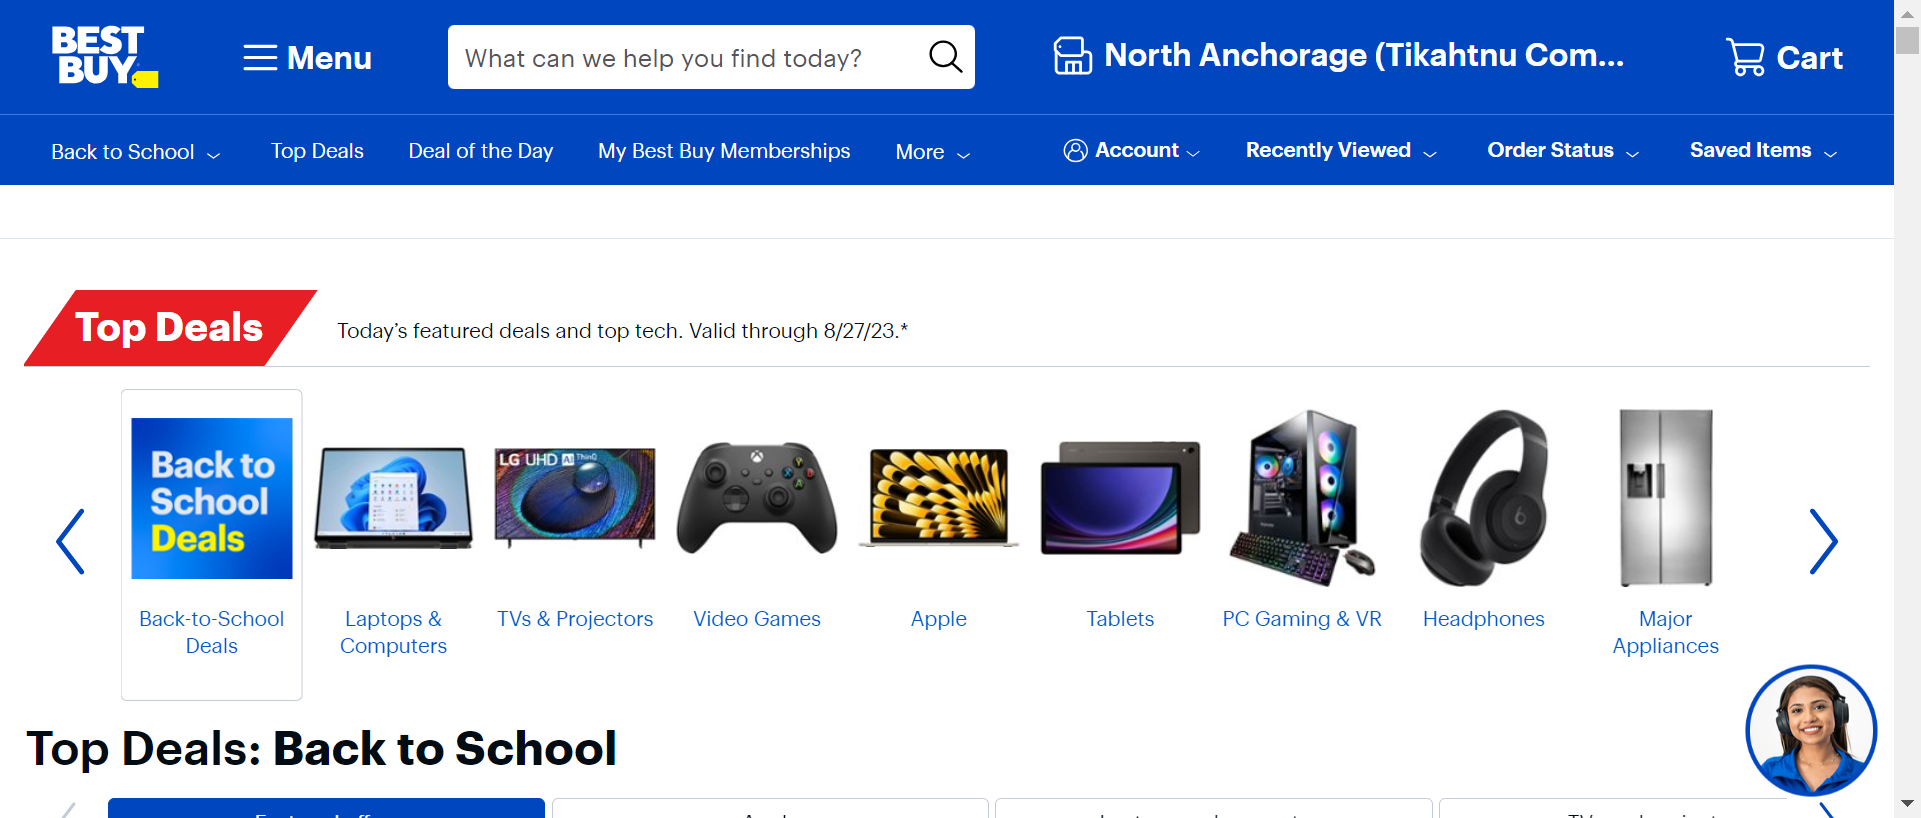 BEST
BUY
Menu
What can we help you find today?
North Anchorage (Tikahtnu Com...
Cart
Back to School
Top Deals
Deal of the Day
My Best Buy Memberships
More
Account
Recently Viewed
Order Status
Saved Items
Top Deals
Today's featured deals and top tech. Valid through 8/27/23.*
Back to
School
Deals
LG UHD AI ThinQ
Back-to-School
Deals
Laptops &
Computers
TVs & Projectors
Video Games
Apple
Tablets
PC Gaming & VR
Headphones
Major
Appliances
Top Deals: Back to School